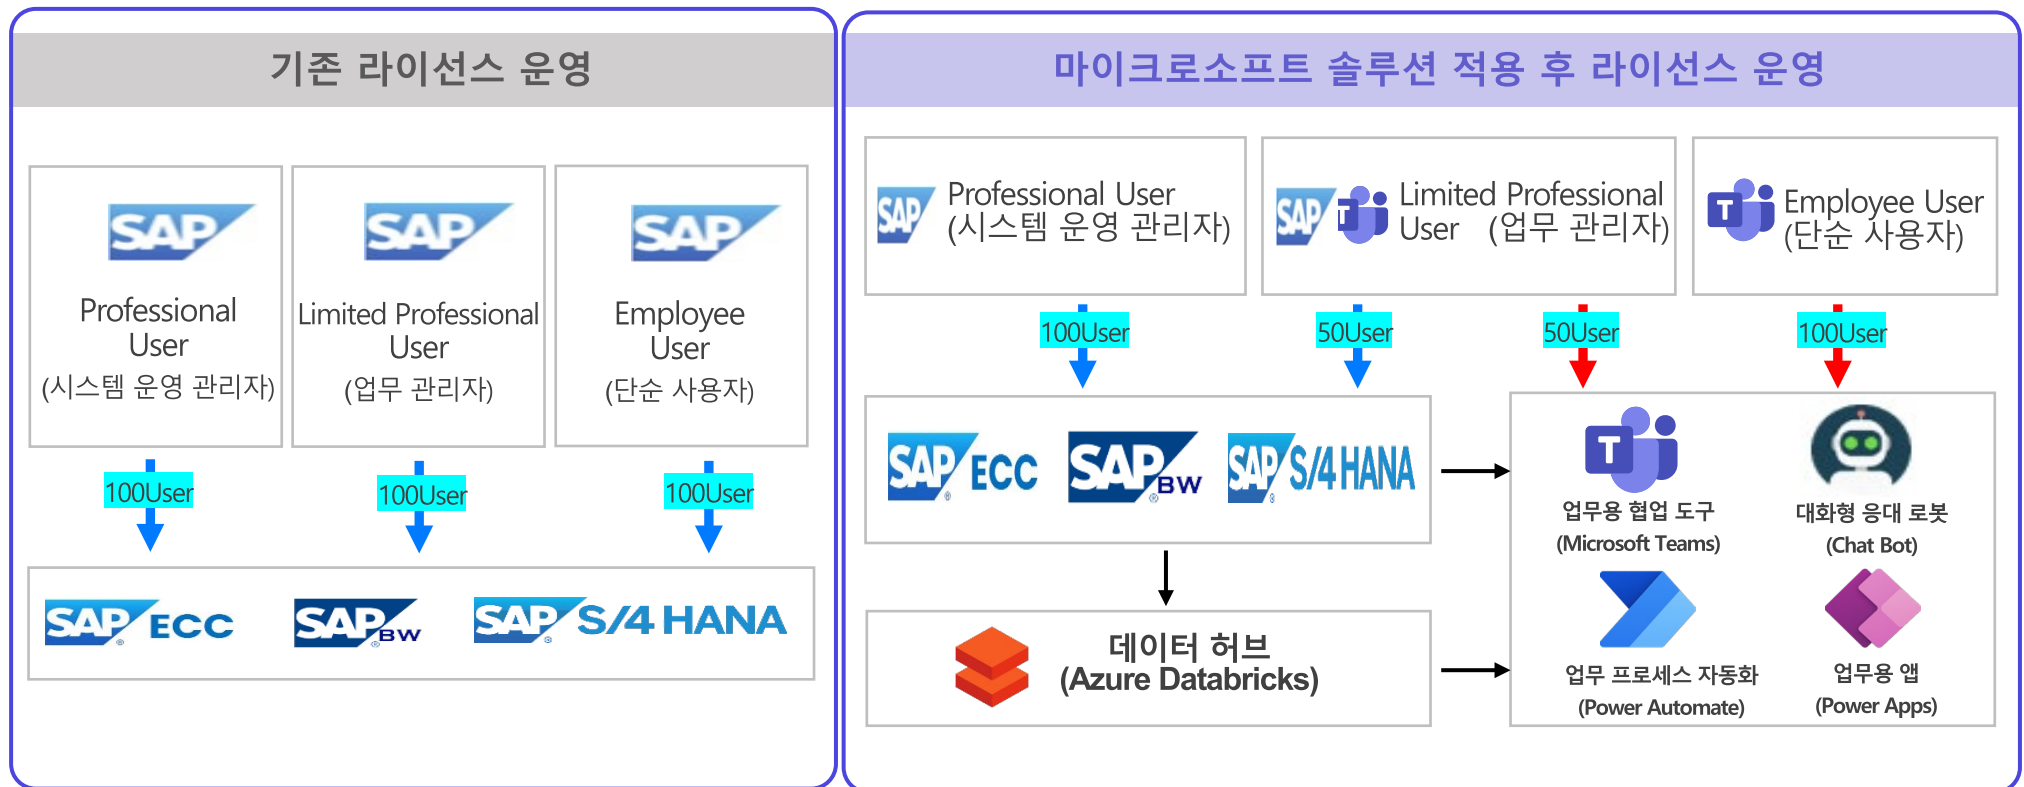 기존 라이선스 운영
SAP
Professional
User
(시스템 운영 관리자)
SAP
Limited Professional
User
(업무 관리자)
SAP
Employee
User
(단순 사용자)
100User
100User
100User
SAP® ECC
SAP® BW
SAP® S/4 HANA
마이크로소프트 솔루션 적용 후 라이선스 운영
SAP
Professional User
(시스템 운영 관리자)
SAP
T
Limited Professional
User (업무 관리자)
T
Employee User
(단순 사용자)
100User
50User
50User
100User
SAP® ECC
SAP® BW
SAP® S/4 HANA
데이터 허브
(Azure Databricks)
T
업무용 협업 도구
(Microsoft Teams)
대화형 응대 로봇
(Chat Bot)
업무 프로세스 자동화
(Power Automate)
업무용 앱
(Power Apps)